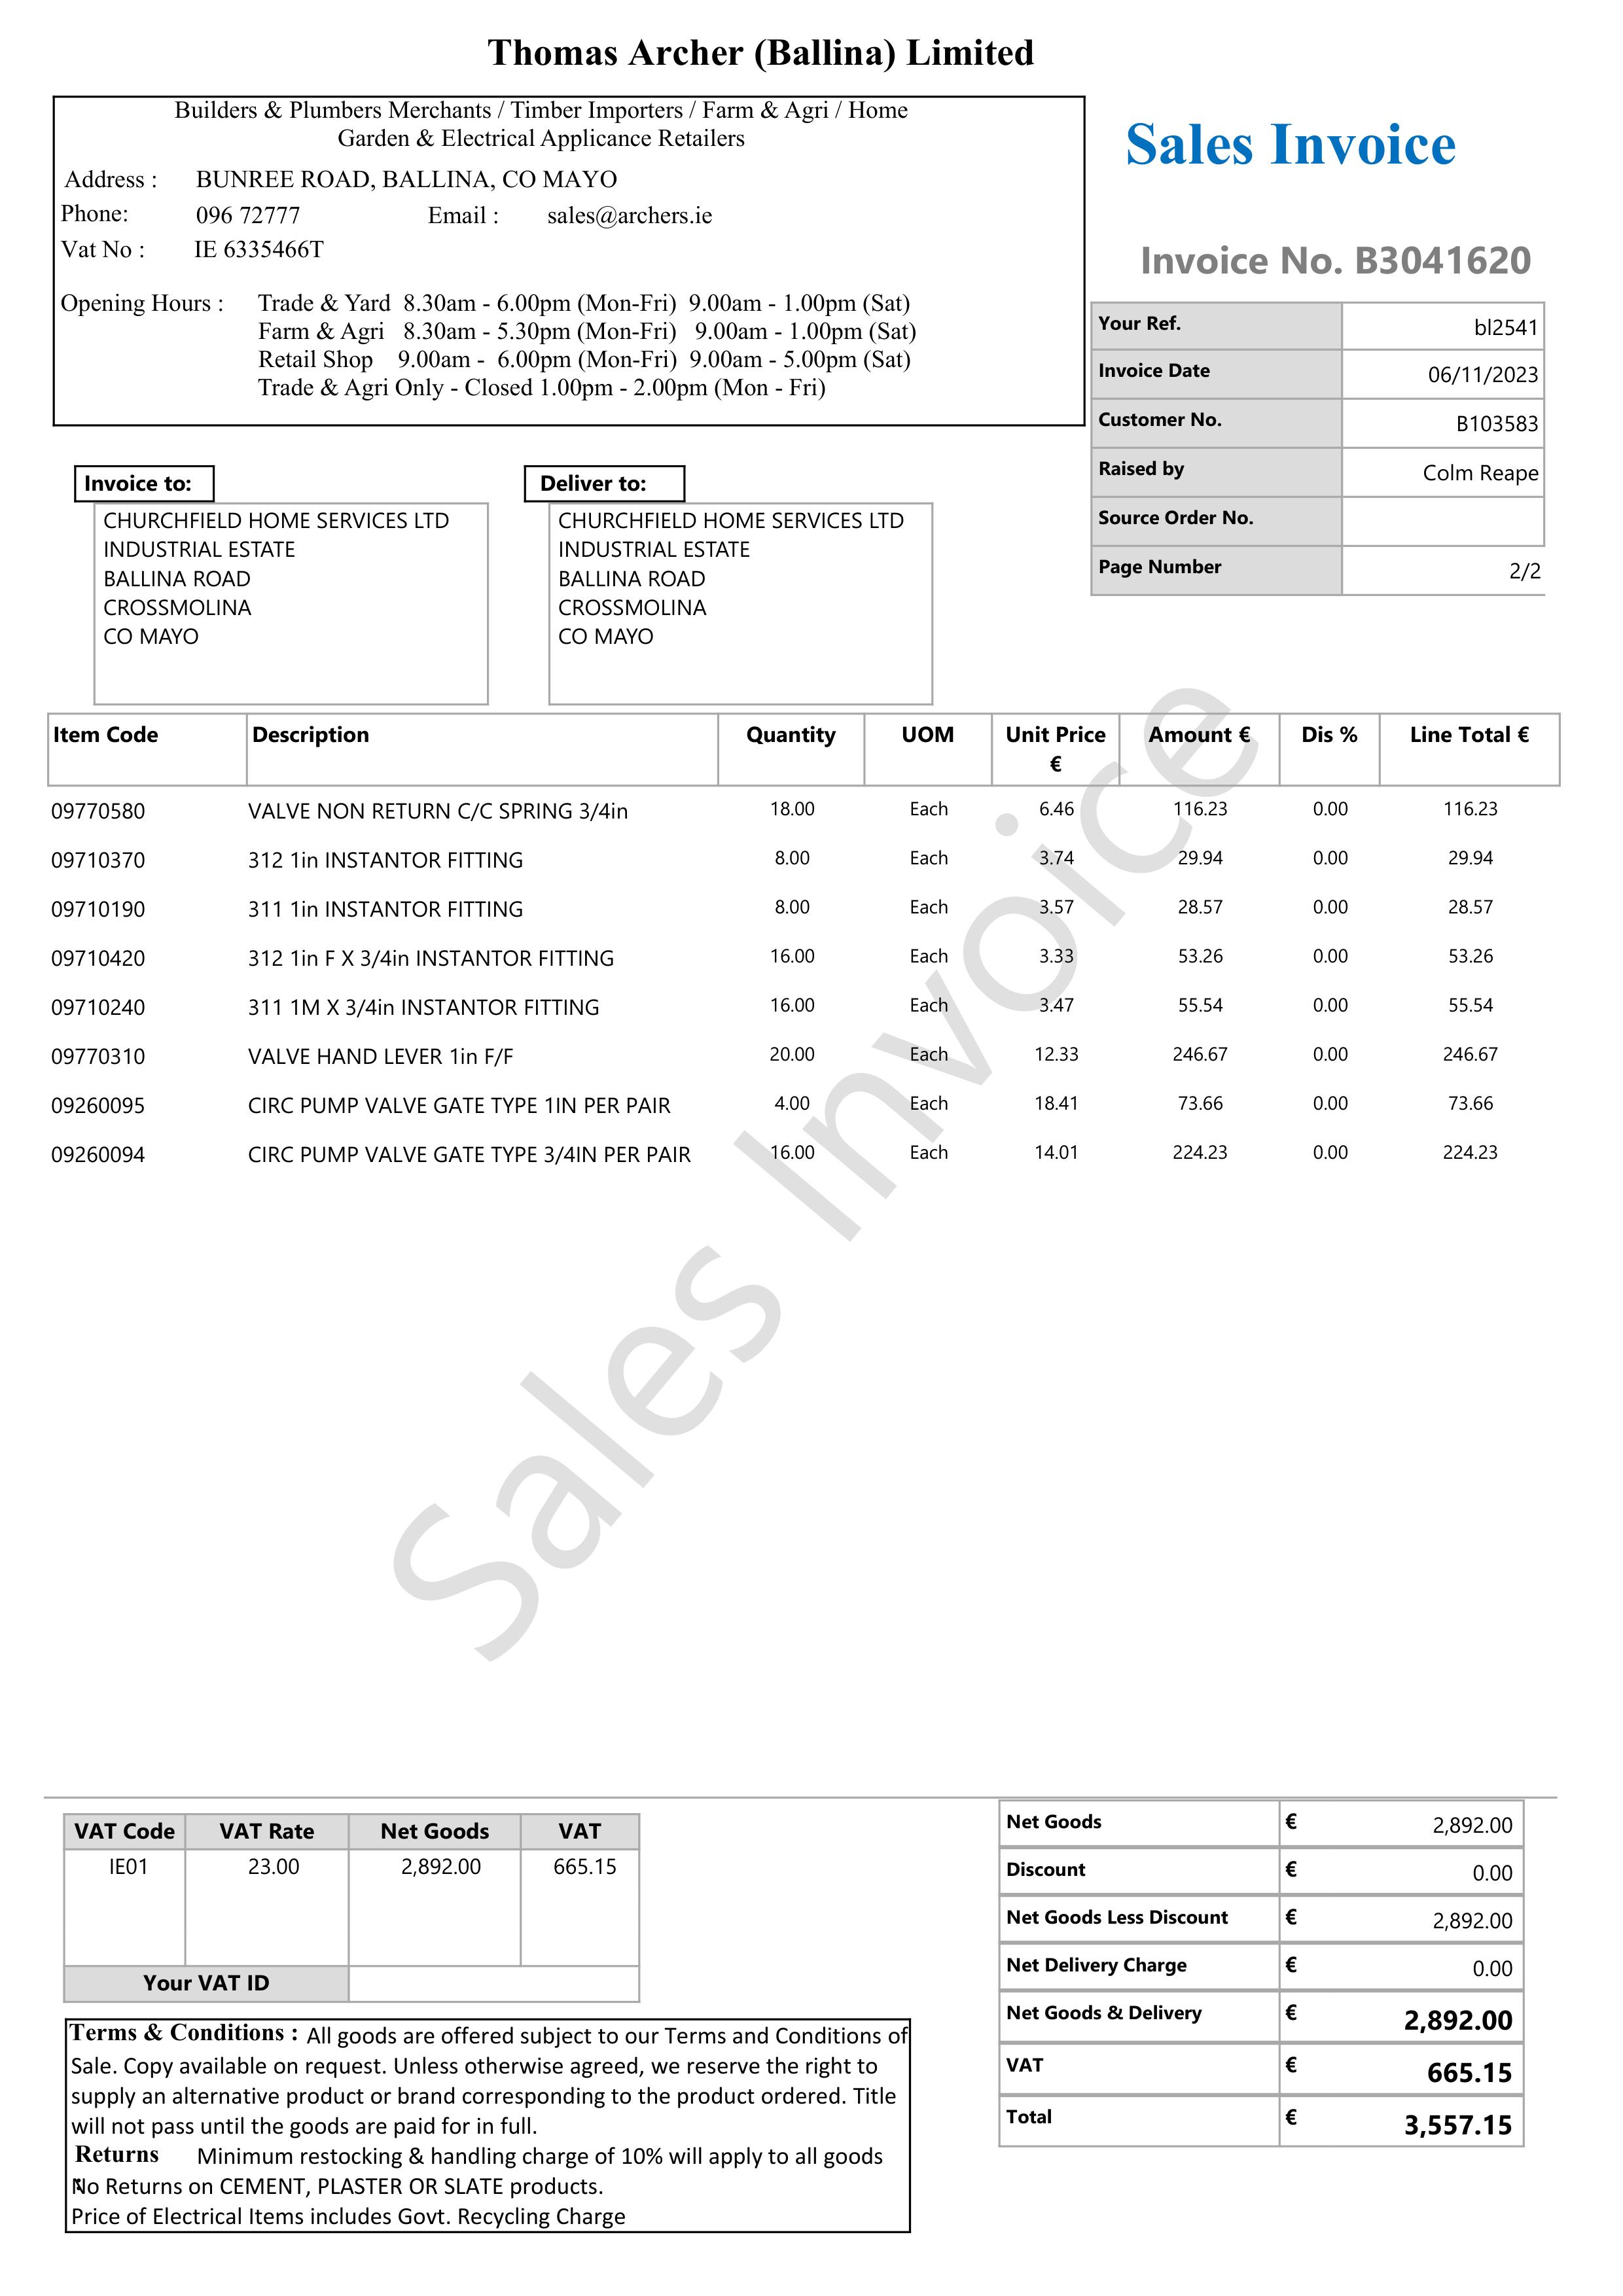 Thomas Archer (Ballina) Limited
Builders & Plumbers Merchants / Timber Importers / Farm & Agri / Home
Garden & Electrical Applicance Retailers
Address : BUNREE ROAD, BALLINA, CO MAYO
Phone: 096 72777 Email : sales@archers.ie
Vat No : IE 6335466T
Opening Hours : Trade & Yard 8.30am - 6.00pm (Mon-Fri) 9.00am - 1.00pm (Sat)
Farm & Agri 8.30am - 5.30pm (Mon-Fri) 9.00am - 1.00pm (Sat)
Retail Shop 9.00am - 6.00pm (Mon-Fri) 9.00am - 5.00pm (Sat)
Trade & Agri Only - Closed 1.00pm - 2.00pm (Mon - Fri)
Sales Invoice
Invoice No. B3041620
Your Ref. bl2541
Invoice Date 06/11/2023
Customer No. B103583
Raised by Colm Reape
Source Order No.
Page Number 2/2
Invoice to:
CHURCHFIELD HOME SERVICES LTD
INDUSTRIAL ESTATE
BALLINA ROAD
CROSSMOLINA
CO MAYO
Deliver to:
CHURCHFIELD HOME SERVICES LTD
INDUSTRIAL ESTATE
BALLINA ROAD
CROSSMOLINA
CO MAYO
Item Code Description Quantity UOM Unit Price € Amount € Dis % Line Total €
09770580 VALVE NON RETURN C/C SPRING 3/4in 18.00 Each 6.46 116.23 0.00 116.23
09710370 312 1in INSTANTOR FITTING 8.00 Each 3.74 29.94 0.00 29.94
09710190 311 1in INSTANTOR FITTING 8.00 Each 3.57 28.57 0.00 28.57
09710420 312 1in F X 3/4in INSTANTOR FITTING 16.00 Each 3.33 53.26 0.00 53.26
09710240 311 1M X 3/4in INSTANTOR FITTING 16.00 Each 3.47 55.54 0.00 55.54
09770310 VALVE HAND LEVER 1in F/F 20.00 Each 12.33 246.67 0.00 246.67
09260095 CIRC PUMP VALVE GATE TYPE 1IN PER PAIR 4.00 Each 18.41 73.66 0.00 73.66
09260094 CIRC PUMP VALVE GATE TYPE 3/4IN PER PAIR 16.00 Each 14.01 224.23 0.00 224.23
Sales Invoice
VAT Code VAT Rate Net Goods VAT
IE01 23.00 2,892.00 665.15
Your VAT ID
Terms & Conditions : All goods are offered subject to our Terms and Conditions of
Sale. Copy available on request. Unless otherwise agreed, we reserve the right to
supply an alternative product or brand corresponding to the product ordered. Title
will not pass until the goods are paid for in full.
Returns : Minimum restocking & handling charge of 10% will apply to all goods
No Returns on CEMENT, PLASTER OR SLATE products.
Price of Electrical Items includes Govt. Recycling Charge
Net Goods € 2,892.00
Discount € 0.00
Net Goods Less Discount € 2,892.00
Net Delivery Charge € 0.00
Net Goods & Delivery € 2,892.00
VAT € 665.15
Total € 3,557.15